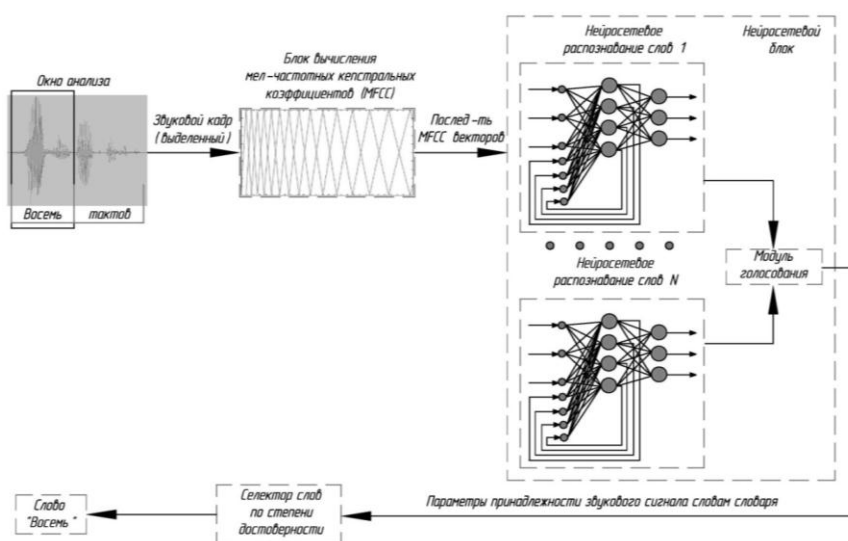 Нейросетевое
распознавание слов 1
Нейросетевой
блок
Блок вычисления
мел-частотных кепстральных
коэффициентов (MFCC)
Окно анализа
Звуковой кадр
(выделенный)
Послед-ть
MFCC векторов
Восемь тактов
Нейросетевое
распознавание слов N
Модуль
голосования
Параметры принадлежности звукового сигнала словам словаря
Селектор слов
по степени
достоверности
Слово
"Восемь"